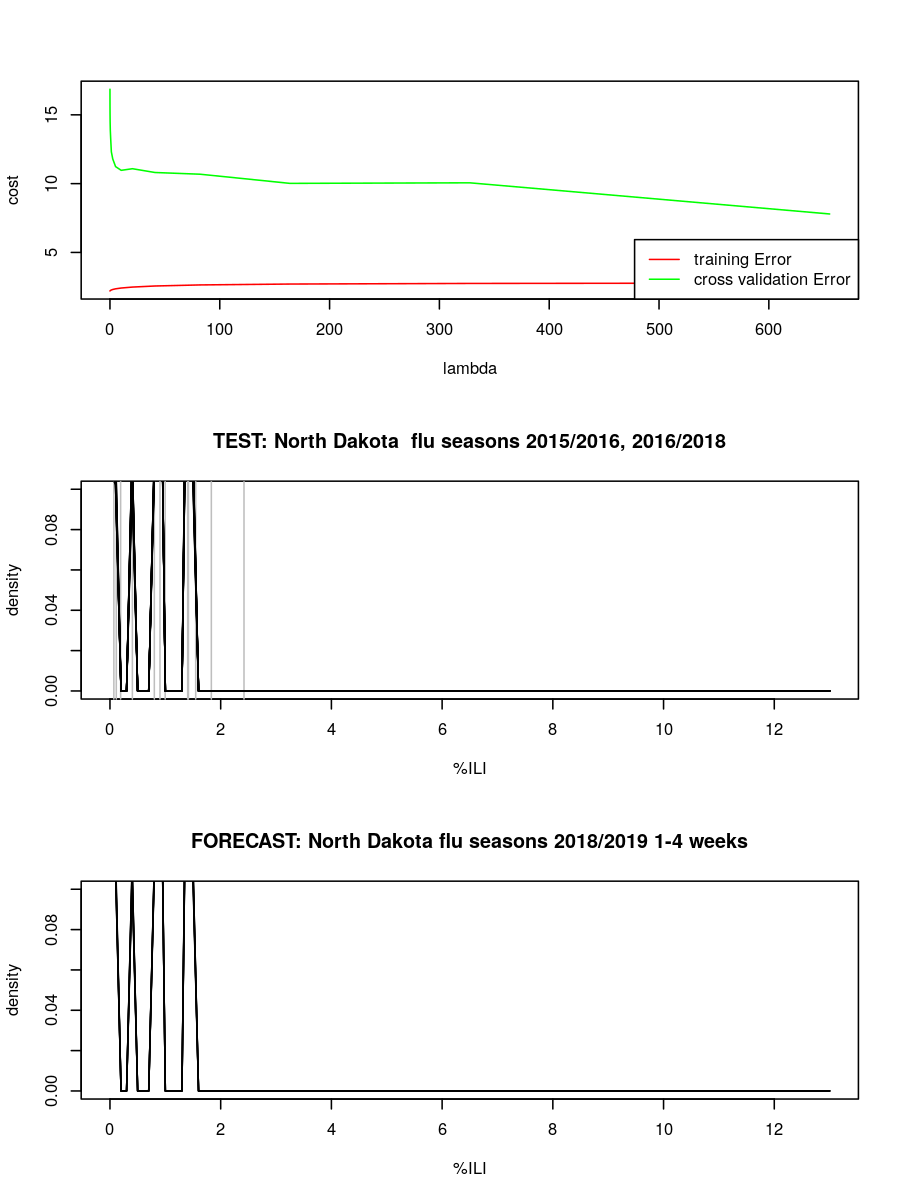 15
10
5
cost
training Error
cross validation Error
0 100 200 300 400 500 600
lambda
TEST: North Dakota  flu seasons 2015/2016, 2016/2018
0.08
0.04
0.00
density
0 2 4 6 8 10 12
%ILI
FORECAST: North Dakota flu seasons 2018/2019 1-4 weeks
0.08
0.04
0.00
density
0 2 4 6 8 10 12
%ILI